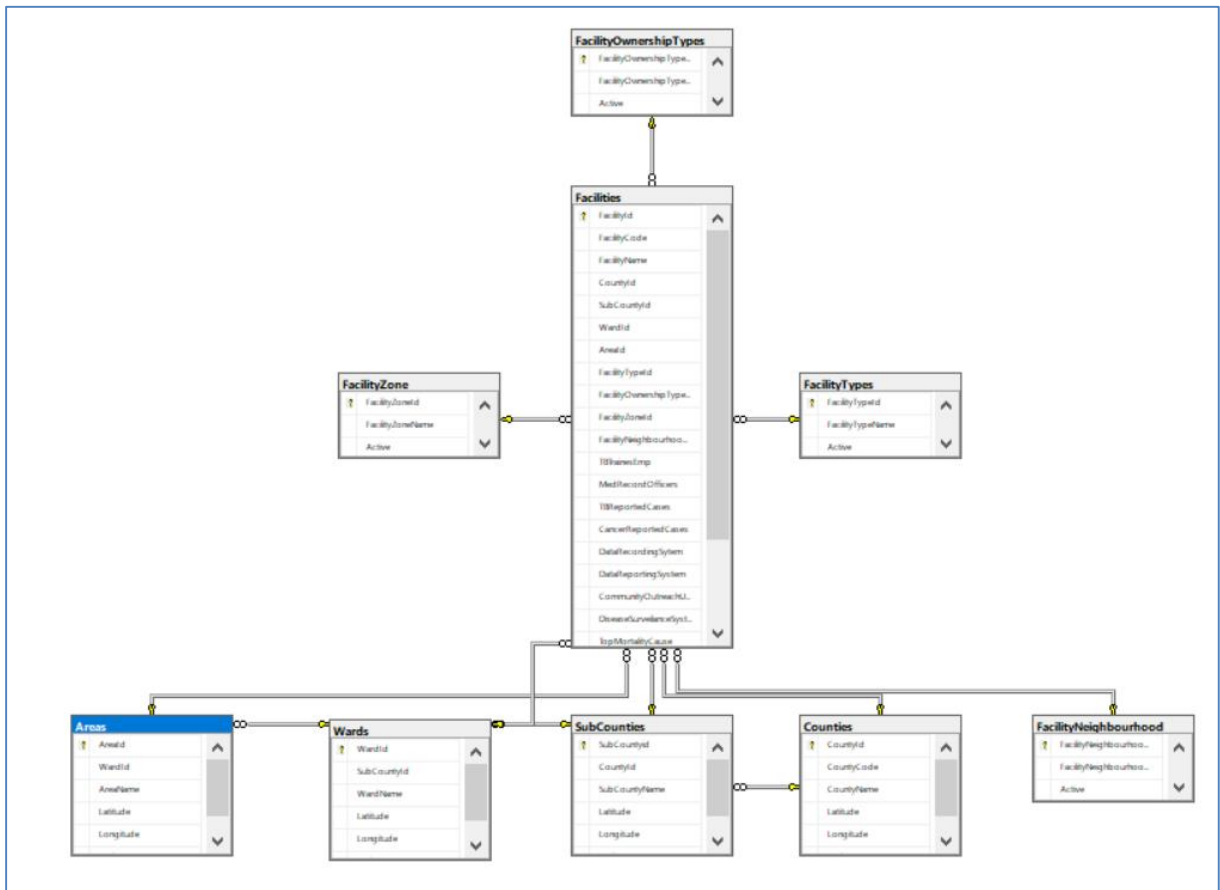 FacilityOwnershipTypes
FacilityOwnershipType..
FacilityOwnershipType..
Active
Facilities
FacilityId
FacilityCode
FacilityName
CountyId
SubCountyId
WardId
AreaId
FacilityTypeId
FacilityOwnershipType..
FacilityZoneId
FacilityNeighbourhoo...
MedRecordOfficers
TBReportedCases
CancerReportedCases
DataRecordingSytem
DataReportingSystem
CommunityOutreachU..
DiseaseSurvelanceSyst..
TopMortalityCause
FacilityZone
FacilityZoneId
FacilityZoneName
Active
FacilityTypes
FacilityTypeId
FacilityTypeName
Active
Areas
AreaId
WardId
AreaName
Latitude
Longitude
Wards
WardId
SubCountyId
WardName
Latitude
Longitude
SubCounties
SubCountyId
CountyId
SubCountyName
Latitude
Longitude
Counties
CountyId
CountyCode
CountyName
Latitude
Longitude
FacilityNeighbourhood
FacilityNeighbourhoo...
FacilityNeighbourhoo...
Active